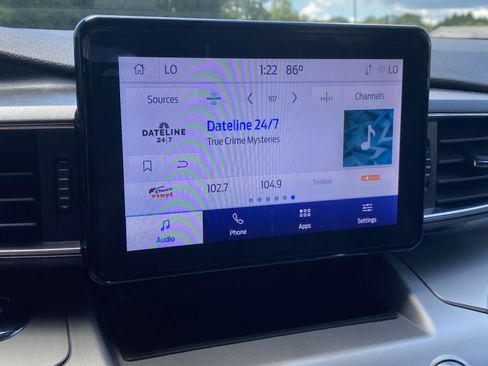 LO 1:22 86° LO
Sources 107 Channels
DATELINE
24/7
Dateline 24/7
True Crime Mysteries
Classic
vinyl
102.7 104.9
Audio Phone Apps Settings